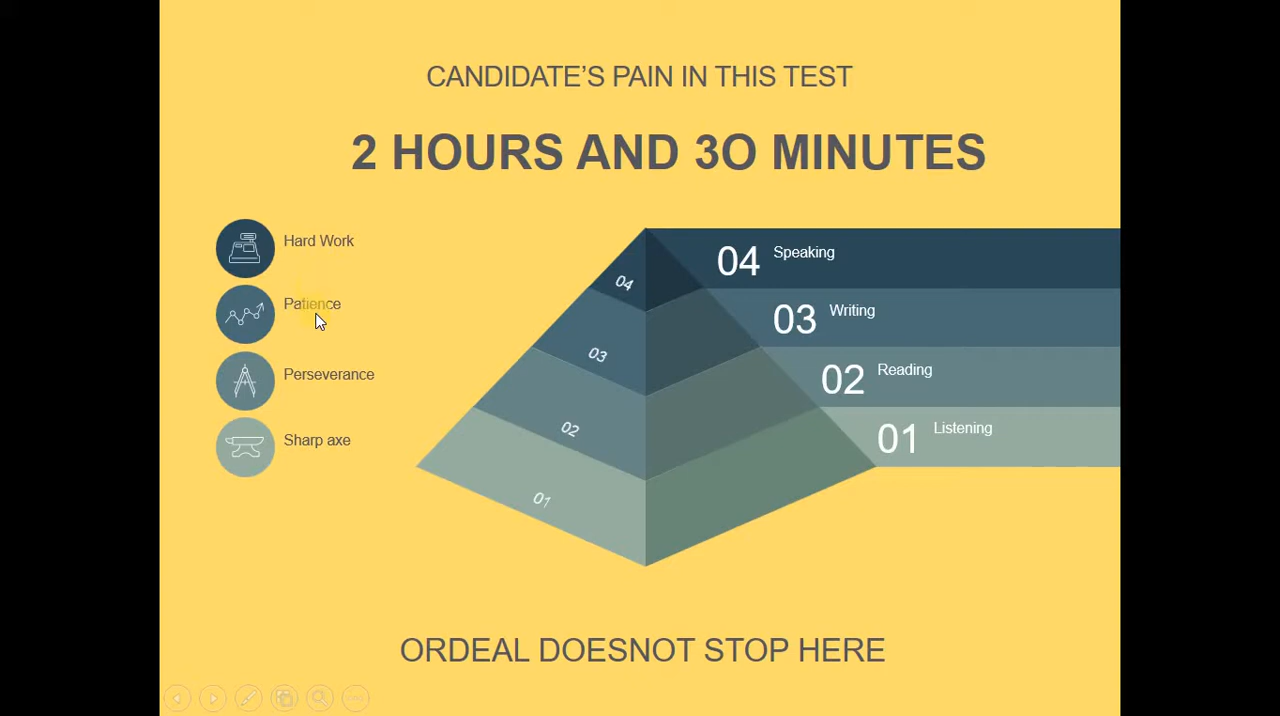 CANDIDATE’S PAIN IN THIS TEST
2 HOURS AND 3O MINUTES
Hard Work
Patience
Perseverance
Sharp axe
04
03
02
01
04 Speaking
03 Writing
02 Reading
01 Listening
ORDEAL DOESNOT STOP HERE